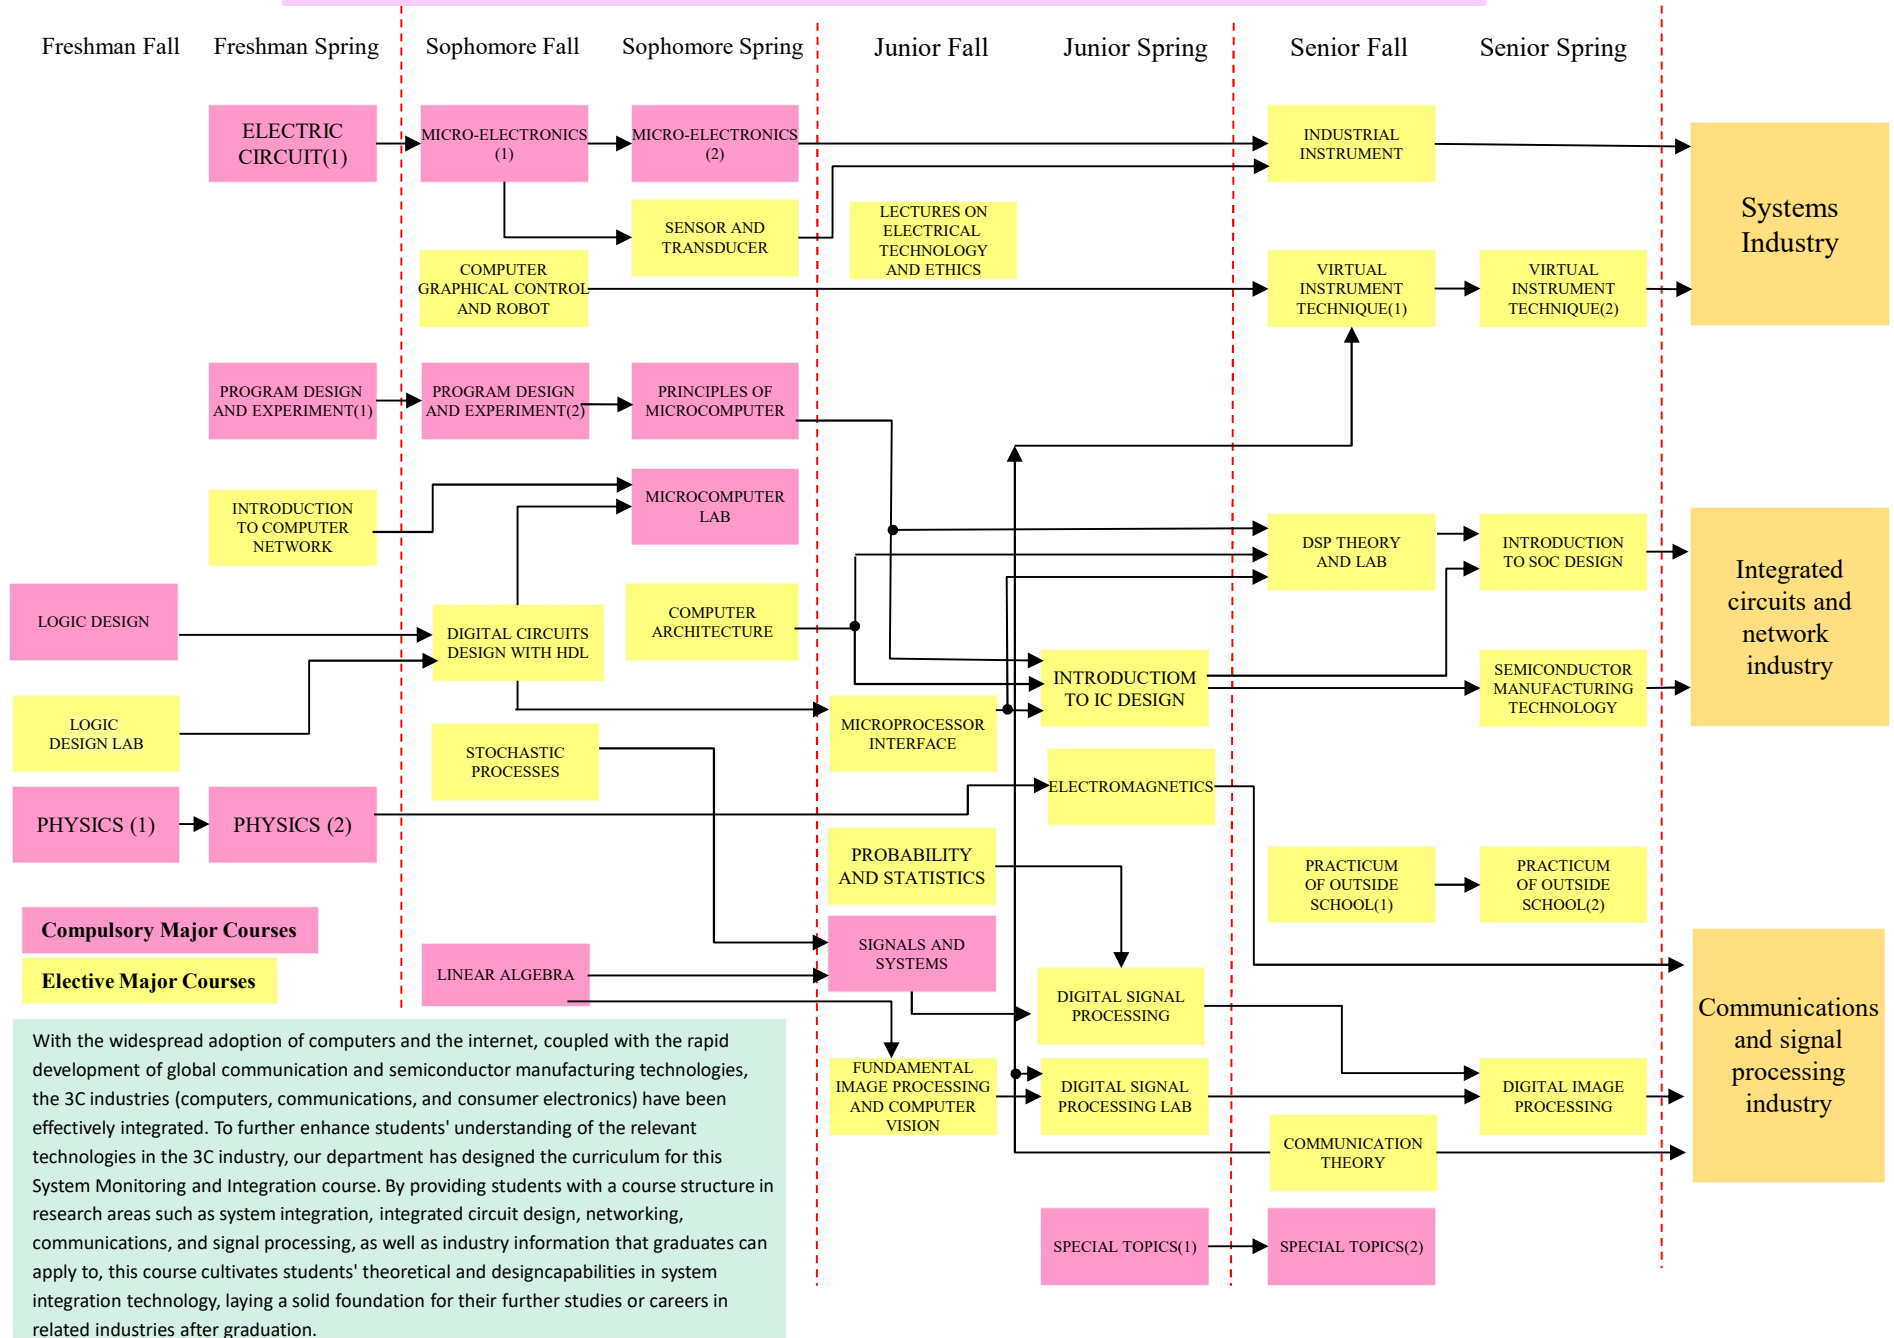 Freshman Fall
Freshman Spring
Sophomore Fall
Sophomore Spring
Junior Fall
Junior Spring
Senior Fall
Senior Spring
ELECTRIC
CIRCUIT(1)
MICRO-ELECTRONICS
(1)
MICRO-ELECTRONICS
(2)
INDUSTRIAL
INSTRUMENT
Systems
Industry
SENSOR AND
TRANSDUCER
LECTURES ON
ELECTRICAL
TECHNOLOGY
AND ETHICS
COMPUTER
GRAPHICAL CONTROL
AND ROBOT
VIRTUAL
INSTRUMENT
TECHNIQUE(1)
VIRTUAL
INSTRUMENT
TECHNIQUE(2)
PROGRAM DESIGN
AND EXPERIMENT(1)
PROGRAM DESIGN
AND EXPERIMENT(2)
PRINCIPLES OF
MICROCOMPUTER
INTRODUCTION
TO COMPUTER
NETWORK
MICROCOMPUTER
LAB
DSP THEORY
AND LAB
INTRODUCTION
TO SOC DESIGN
Integrated
circuits and
network
industry
LOGIC DESIGN
DIGITAL CIRCUITS
DESIGN WITH HDL
COMPUTER
ARCHITECTURE
INTRODUCTIOM
TO IC DESIGN
SEMICONDUCTOR
MANUFACTURING
TECHNOLOGY
LOGIC
DESIGN LAB
STOCHASTIC
PROCESSES
MICROPROCESSOR
INTERFACE
ELECTROMAGNETICS
PHYSICS (1)
PHYSICS (2)
PROBABILITY
AND STATISTICS
PRACTICUM
OF OUTSIDE
SCHOOL(1)
PRACTICUM
OF OUTSIDE
SCHOOL(2)
Compulsory Major Courses
Elective Major Courses
LINEAR ALGEBRA
SIGNALS AND
SYSTEMS
DIGITAL SIGNAL
PROCESSING
Communications
and signal
processing
industry
FUNDAMENTAL
IMAGE PROCESSING
AND COMPUTER
VISION
DIGITAL SIGNAL
PROCESSING LAB
DIGITAL IMAGE
PROCESSING
COMMUNICATION
THEORY
SPECIAL TOPICS(1)
SPECIAL TOPICS(2)
With the widespread adoption of computers and the internet, coupled with the rapid
development of global communication and semiconductor manufacturing technologies,
the 3C industries (computers, communications, and consumer electronics) have been
effectively integrated. To further enhance students' understanding of the relevant
technologies in the 3C industry, our department has designed the curriculum for this
System Monitoring and Integration course. By providing students with a course structure in
research areas such as system integration, integrated circuit design, networking,
communications, and signal processing, as well as industry information that graduates can
apply to, this course cultivates students' theoretical and designcapabilities in system
integration technology, laying a solid foundation for their further studies or careers in
related industries after graduation.